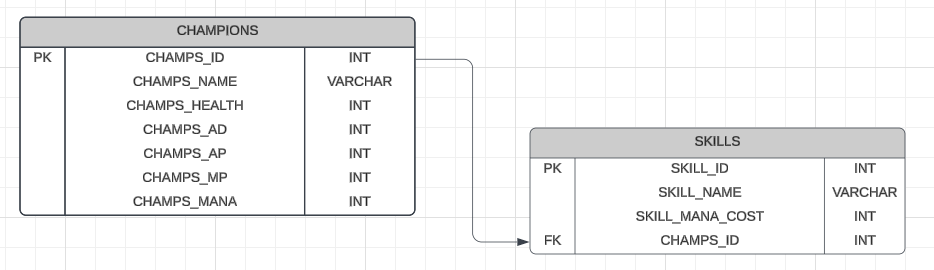 CHAMPIONS
PK CHAMPS_ID INT
CHAMPS_NAME VARCHAR
CHAMPS_HEALTH INT
CHAMPS_AD INT
CHAMPS_AP INT
CHAMPS_MP INT
CHAMPS_MANA INT
SKILLS
PK SKILL_ID INT
SKILL_NAME VARCHAR
SKILL_MANA_COST INT
FK CHAMPS_ID INT